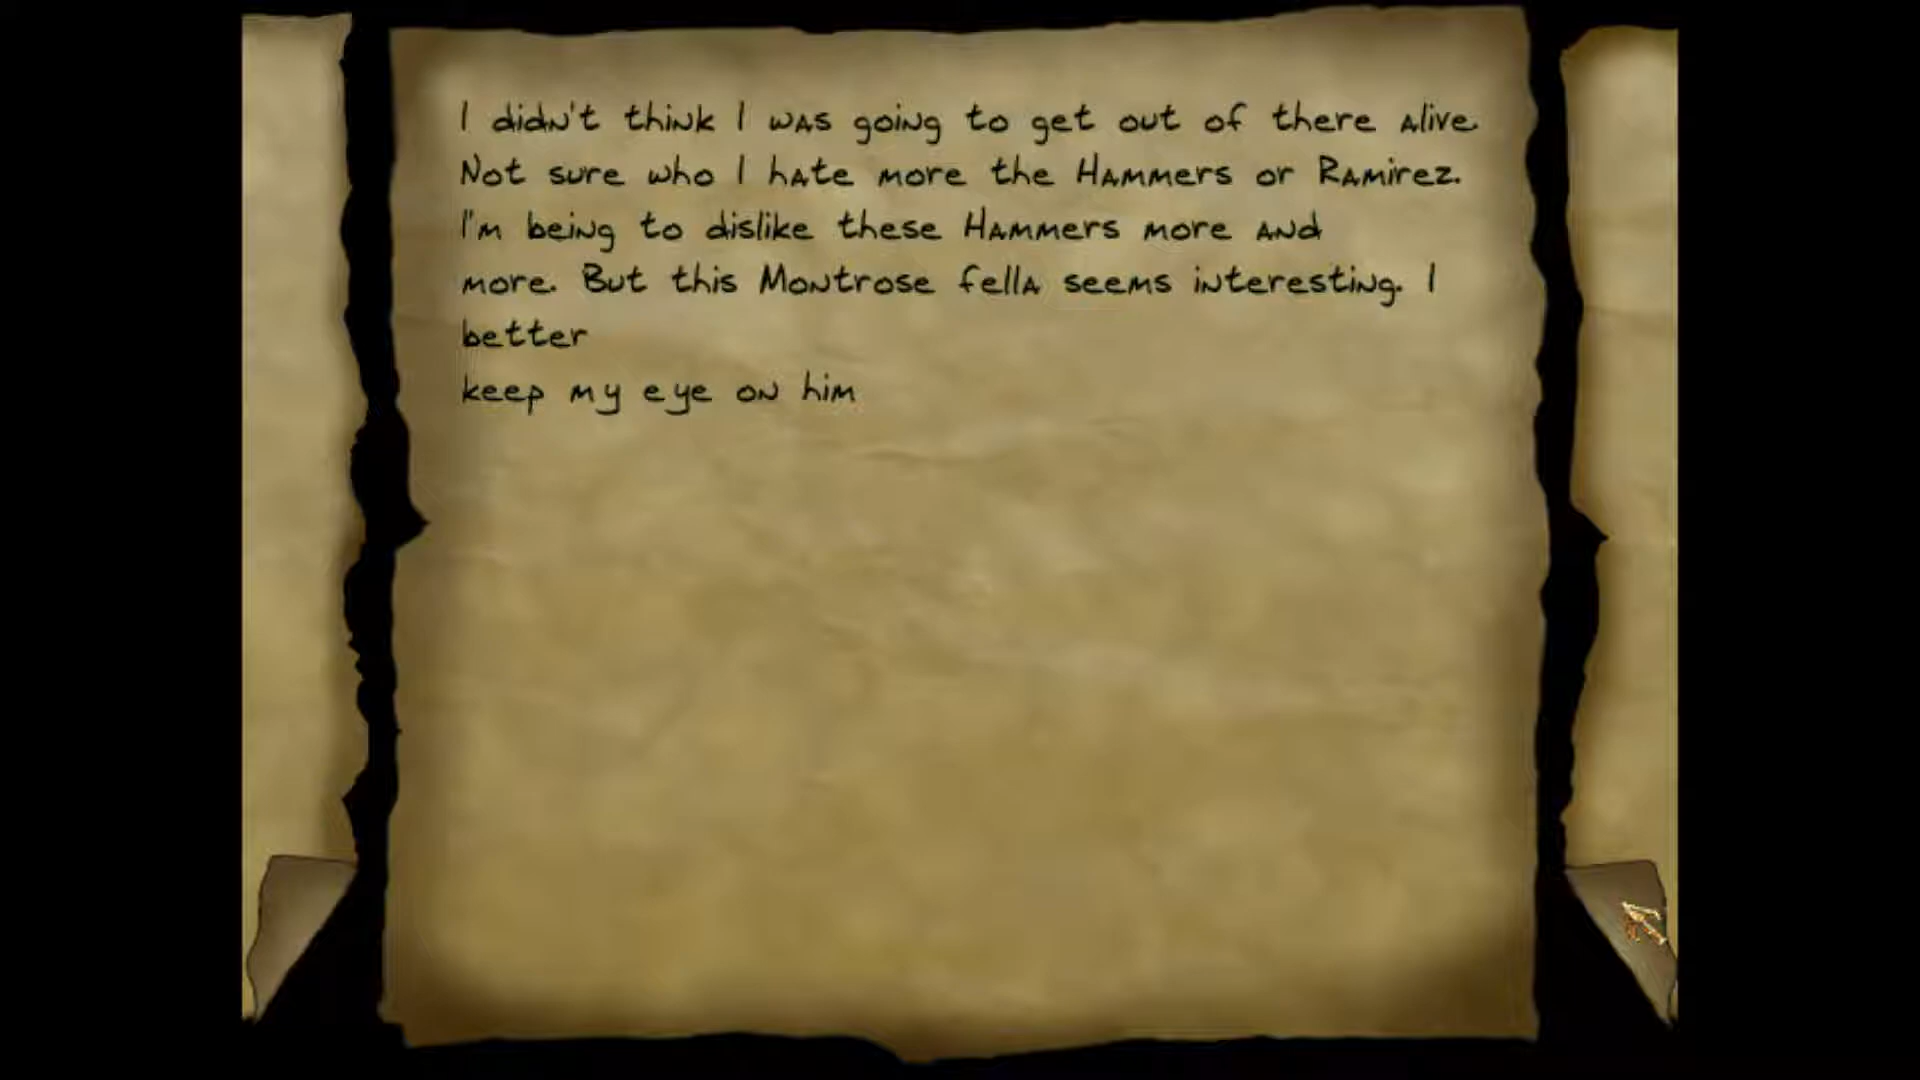 I didn't think I was going to get out of there alive.
Not sure who I hate more the Hammers or Ramirez.
I'm being to dislike these Hammers more and
more. But this Montrose fella seems interesting. I
better
keep my eye on him